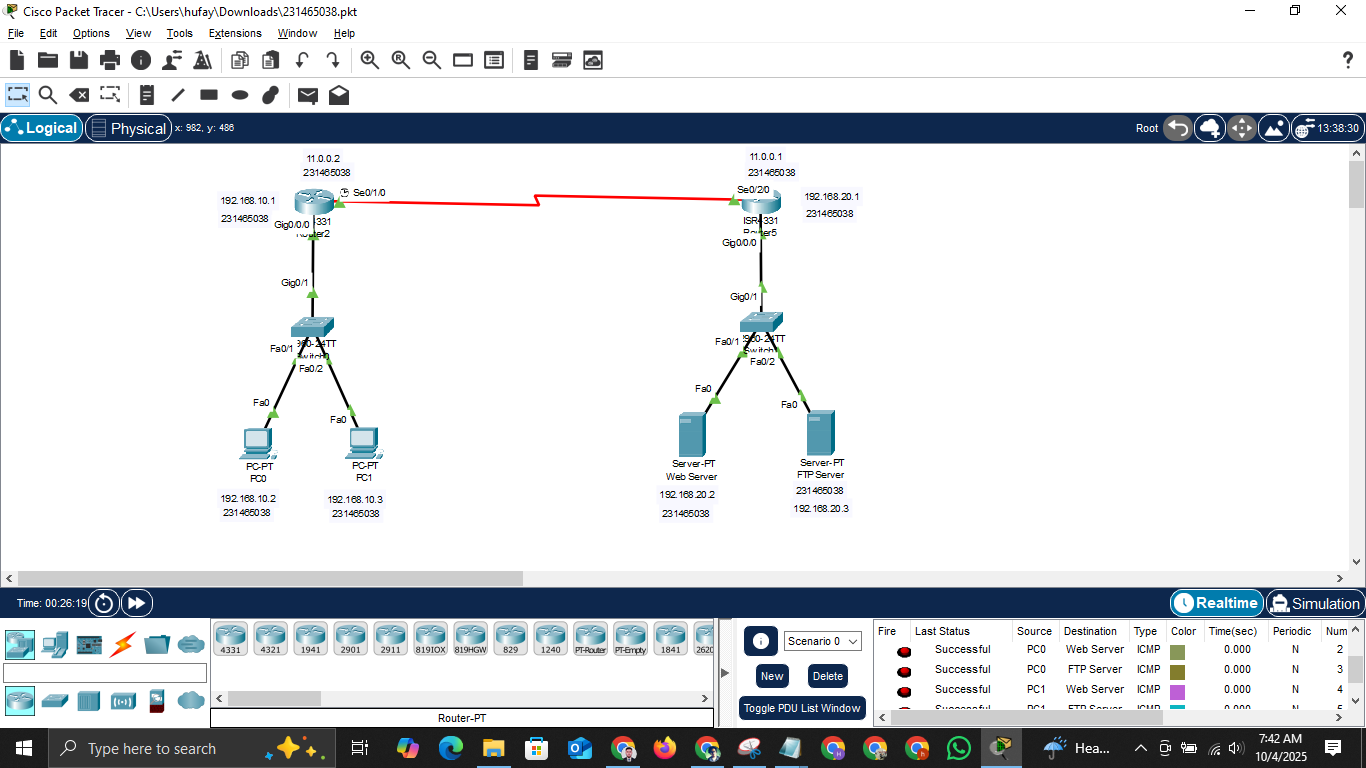 Cisco Packet Tracer - C:\Users\hufay\Downloads\231465038.pkt
File Edit Options View Tools Extensions Window Help
Logical Physical x: 982, y: 486 Root 13:38:30
11.0.0.2
231465038
11.0.0.1
231465038
192.168.10.1
231465038
Se0/1/0
Se0/2/0
192.168.20.1
231465038
Gig0/0/0
ISR4331
Gig0/0/0
Gig0/1
Gig0/1
Fa0/1
Fa0/2
Fa0/1
Fa0/2
Fa0
Fa0
Fa0
Fa0
PC-PT
PC0
PC-PT
PC1
Server-PT
Web Server
Server-PT
FTP Server
192.168.10.2
231465038
192.168.10.3
231465038
192.168.20.2
231465038
231465038
192.168.20.3
Time: 00:26:19 Realtime Simulation
4331 4321 1941 2901 2911 819IOX 819HGW 829 1240 PT-Router PT-Empty 1841 2620
Router-PT
Scenario 0
New Delete
Toggle PDU List Window
Fire Last Status Source Destination Type Color Time(sec) Periodic Num
Successful PC0 Web Server ICMP 0.000 N 2
Successful PC0 FTP Server ICMP 0.000 N 3
Successful PC1 Web Server ICMP 0.000 N 4
Successful PC1 FTP Server ICMP 0.000 N 5
Type here to search
Hea...
7:42 AM
10/4/2025